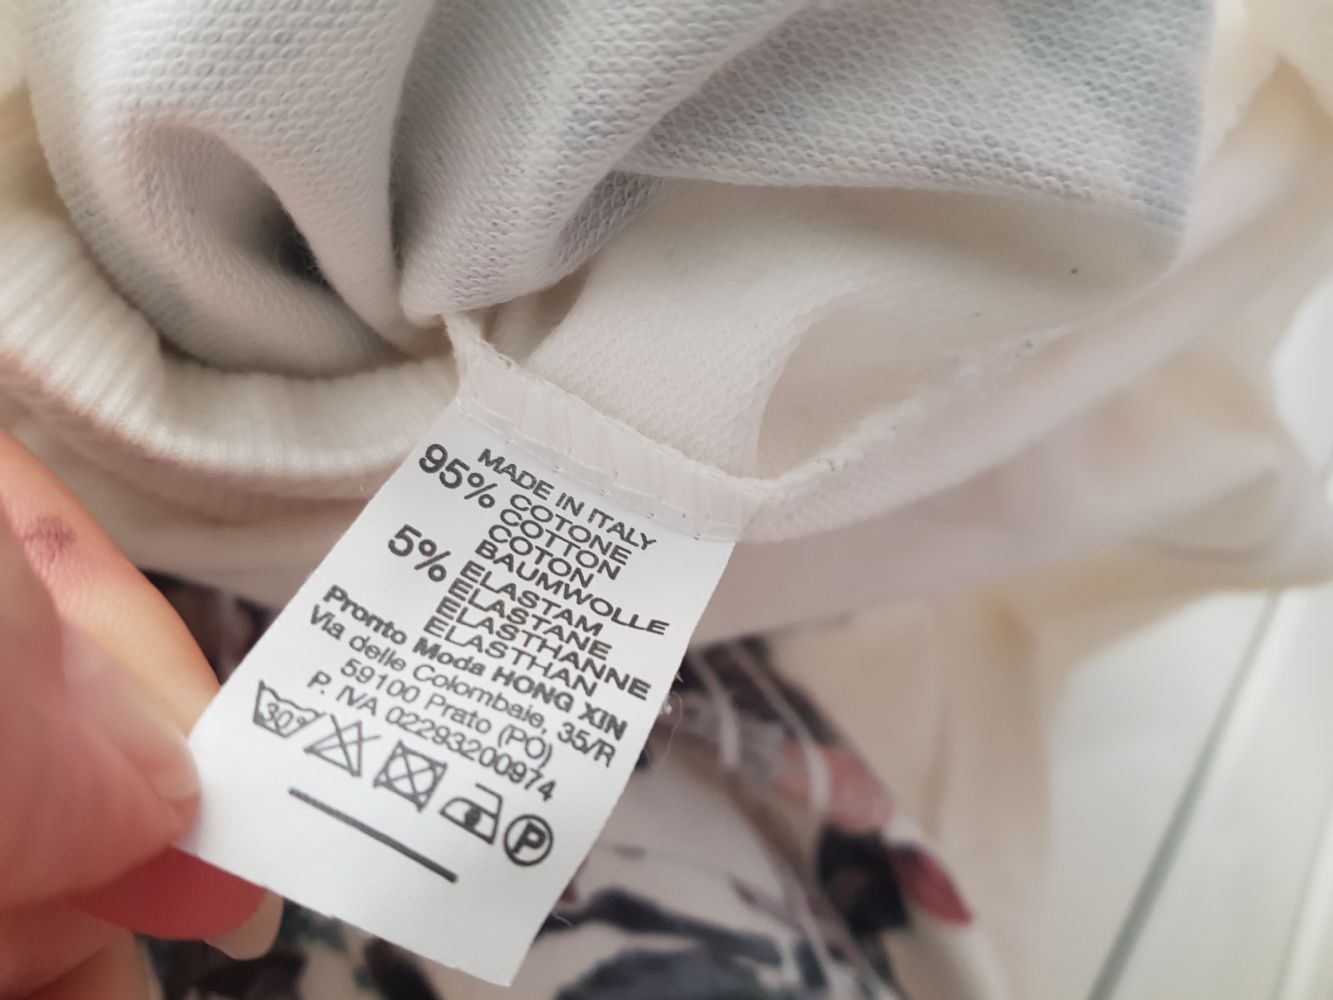 MADE IN ITALY
95% COTONE
COTTON
COTON
BAUMWOLLE
5% ELASTAM
ELASTANE
ELASTHANNE
ELASTHAN
Pronto Moda HONG XIN
Via delle Colombaie, 35/R
59100 Prato (PO)
P. IVA 02293200974
30° P